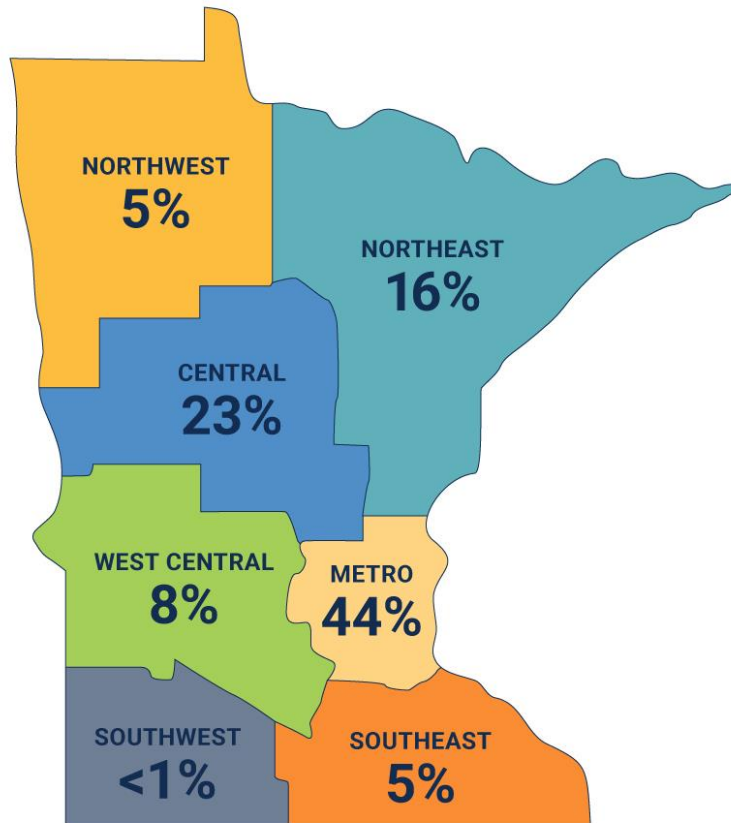 NORTHWEST
5%
NORTHEAST
16%
CENTRAL
23%
WEST CENTRAL
8%
METRO
44%
SOUTHWEST
<1%
SOUTHEAST
5%